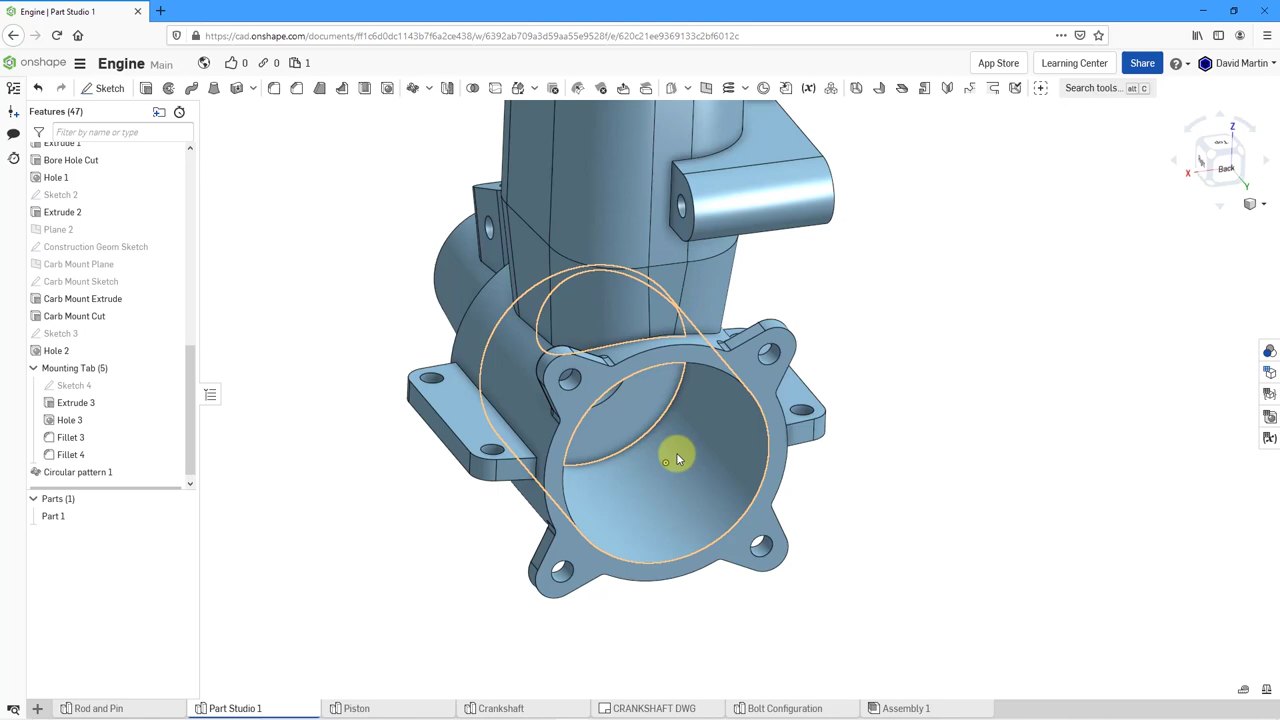 Engine | Part Studio 1
https://cad.onshape.com/documents/ff1c6d0dc1143b7f6a2ce438/w/6392ab709a3d59aa55e9528f/e/620c21ee9369133c2bf6012c
onshape
Engine Main
0
0
1
App Store
Learning Center
Share
David Martin
Sketch
Search tools... alt C
Features (47)
Filter by name or type
Extrude 1
Bore Hole Cut
Hole 1
Sketch 2
Extrude 2
Plane 2
Construction Geom Sketch
Carb Mount Plane
Carb Mount Sketch
Carb Mount Extrude
Carb Mount Cut
Sketch 3
Hole 2
Mounting Tab (5)
Sketch 4
Extrude 3
Hole 3
Fillet 3
Fillet 4
Circular pattern 1
Parts (1)
Part 1
Z
Back
X
Y
Rod and Pin
Part Studio 1
Piston
Crankshaft
CRANKSHAFT DWG
Bolt Configuration
Assembly 1